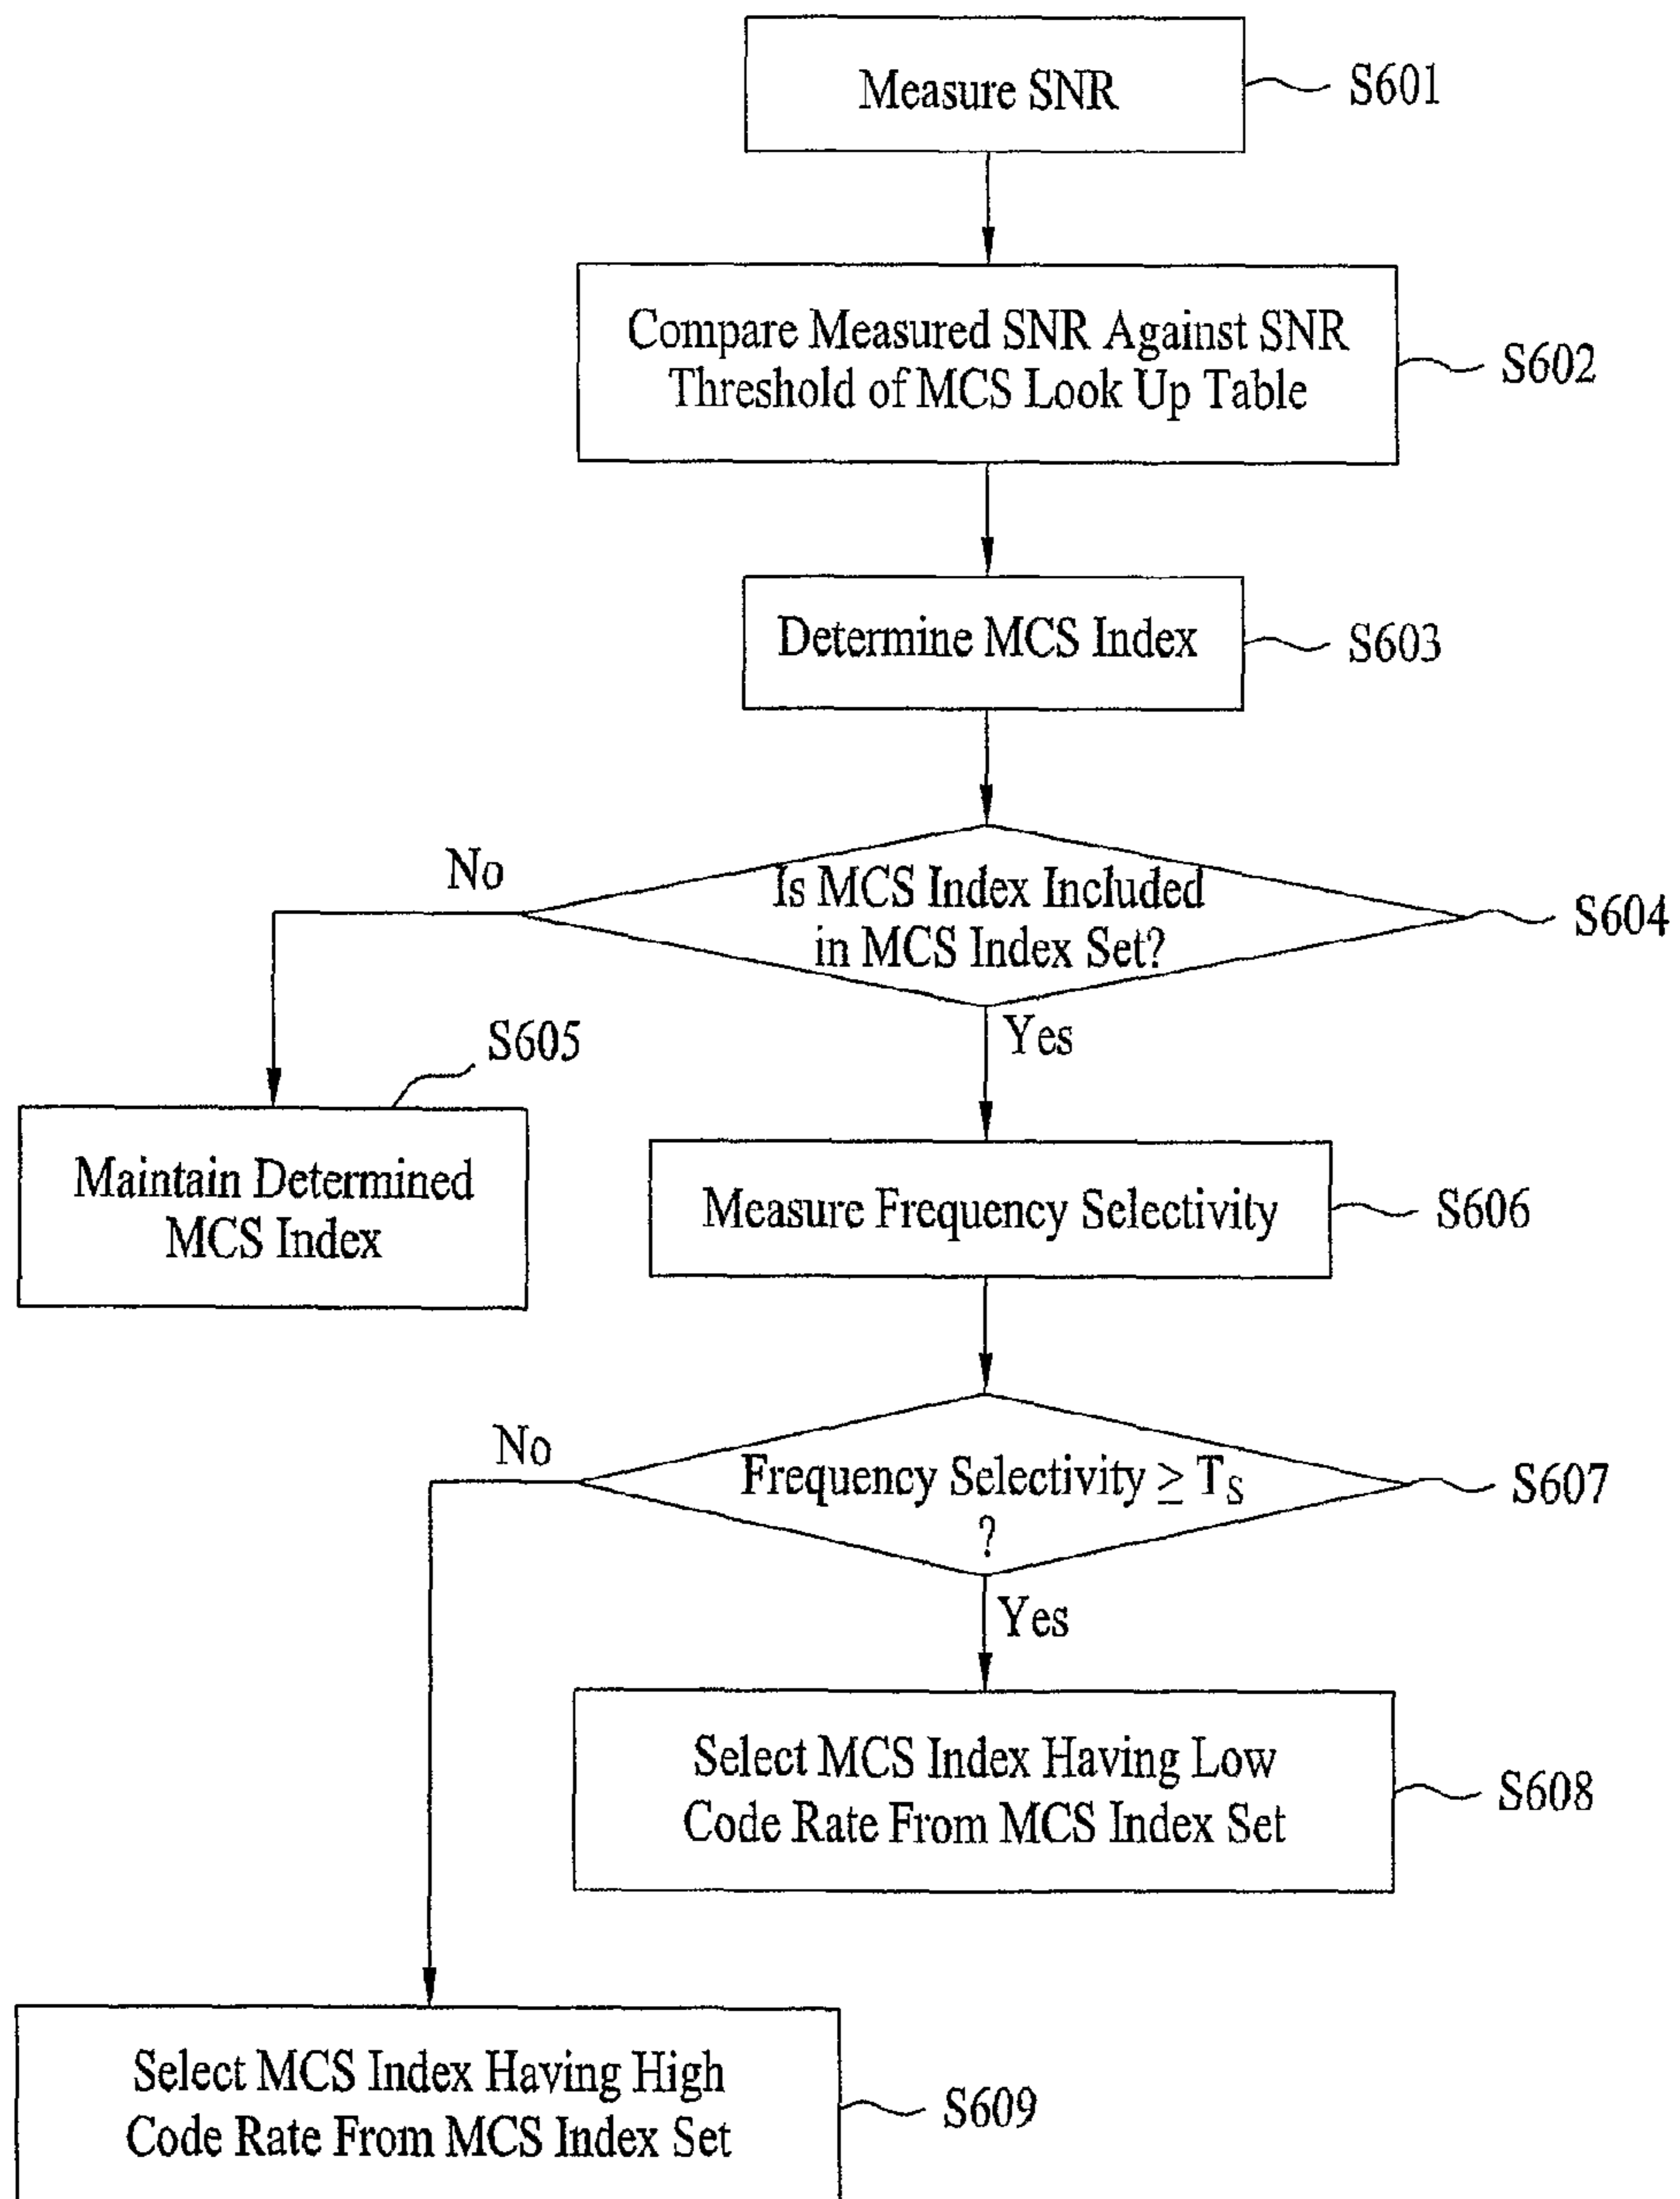 Measure SNR
S601
Compare Measured SNR Against SNR
Threshold of MCS Look Up Table
S602
Determine MCS Index
S603
No
Is MCS Index Included
in MCS Index Set?
S604
Yes
S605
Maintain Determined
MCS Index
Measure Frequency Selectivity
S606
No
Frequency Selectivity ≥ TS
?
S607
Yes
Select MCS Index Having Low
Code Rate From MCS Index Set
S608
Select MCS Index Having High
Code Rate From MCS Index Set
S609